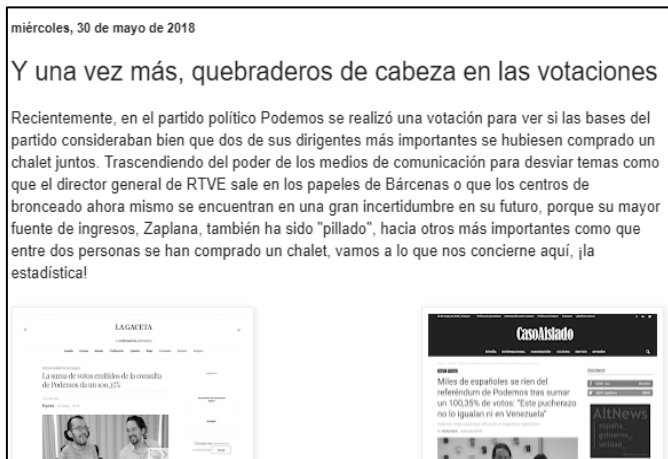 miércoles, 30 de mayo de 2018
Y una vez más, quebraderos de cabeza en las votaciones
Recientemente, en el partido político Podemos se realizó una votación para ver si las bases del
partido consideraban bien que dos de sus dirigentes más importantes se hubiesen comprado un
chalet juntos. Trascendiendo del poder de los medios de comunicación para desviar temas como
que el director general de RTVE sale en los papeles de Bárcenas o que los centros de
bronceado ahora mismo se encuentran en una gran incertidumbre en su futuro, porque su mayor
fuente de ingresos, Zaplana, también ha sido "pillado", hacia otros más importantes como que
entre dos personas se han comprado un chalet, vamos a lo que nos concierne aquí, ¡la
estadística!
LA GACETA
La suma de votos emitidos de la consulta
de Podemos da un 100,35%
CasoAislado
Miles de españoles se ríen del
referéndum de Podemos tras sumar
un 100,35% de votos: "Este pucherazo
no lo igualan ni en Venezuela"
AltNews
españa_
gobierno_
unidad_